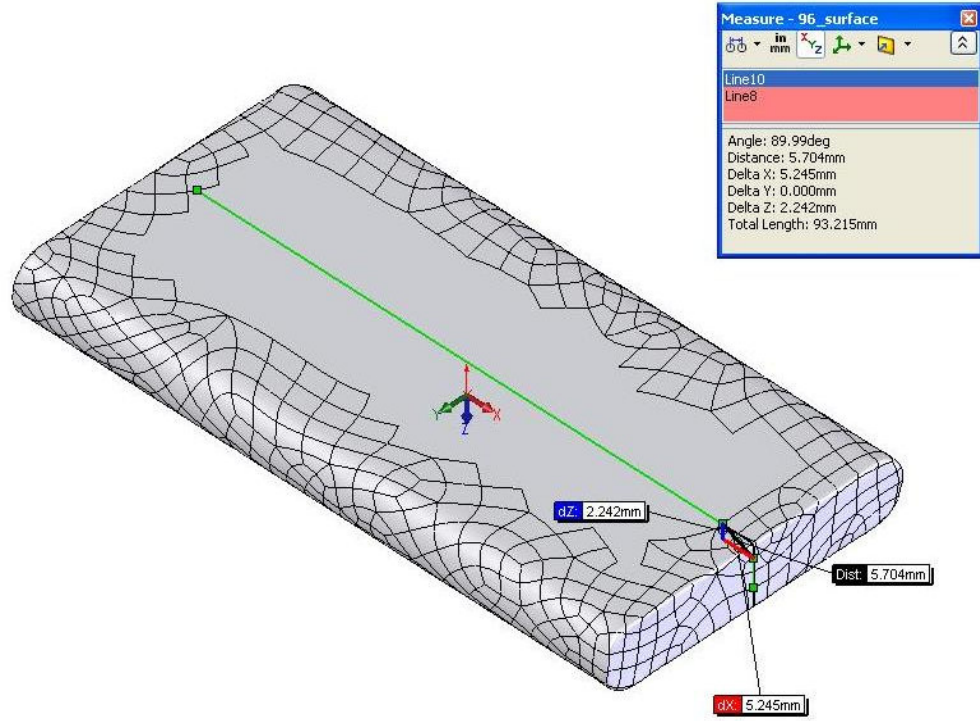 Measure - 96_surface
in
mm
X
Y
Z
Line10
Line8
Angle: 89.99deg
Distance: 5.704mm
Delta X: 5.245mm
Delta Y: 0.000mm
Delta Z: 2.242mm
Total Length: 93.215mm
Y
X
Z
dZ: 2.242mm
Dist: 5.704mm
dX: 5.245mm